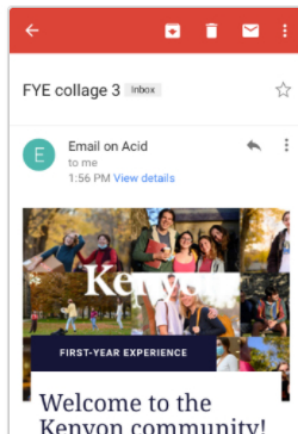 FYE collage 3 Inbox
E
Email on Acid
to me
1:56 PM View details
Kenyon
FIRST-YEAR EXPERIENCE
Welcome to the
Kenyon community!